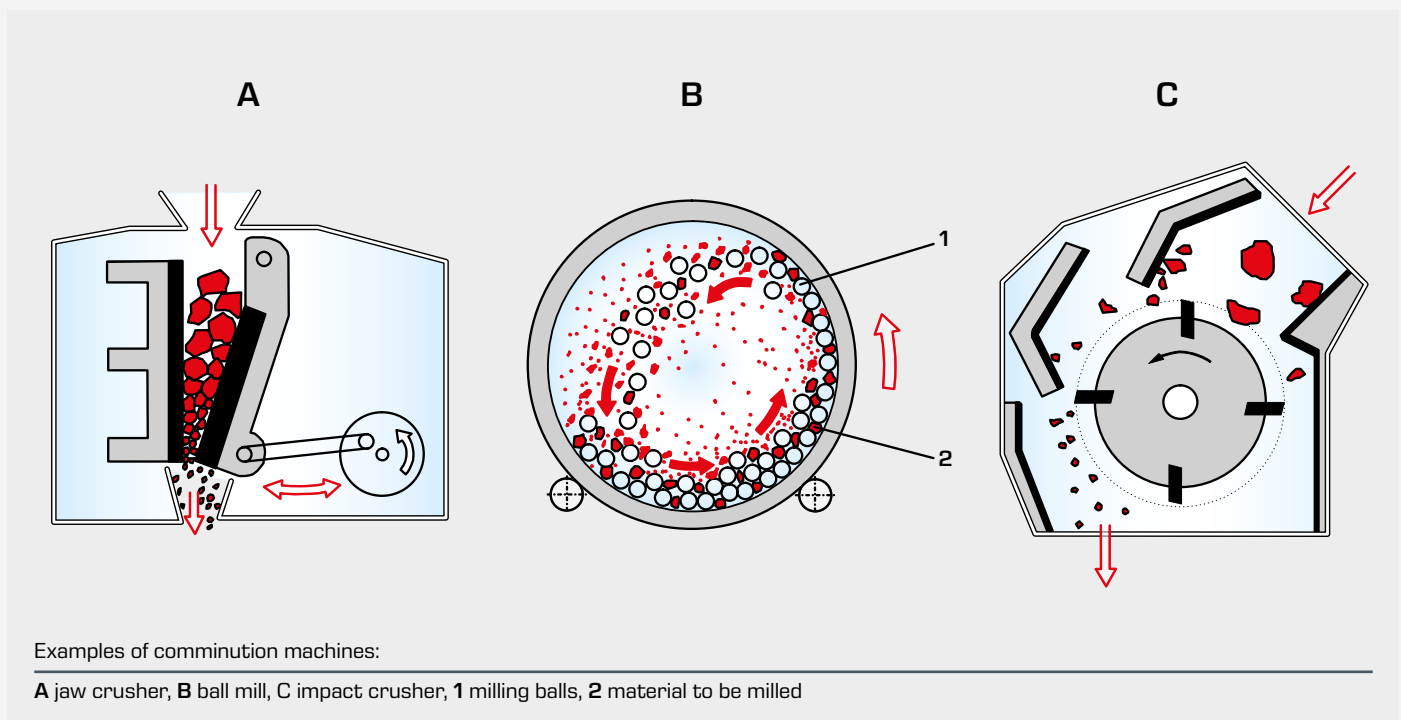 A B C
1
2
Examples of comminution machines:
A jaw crusher, B ball mill, C impact crusher, 1 milling balls, 2 material to be milled